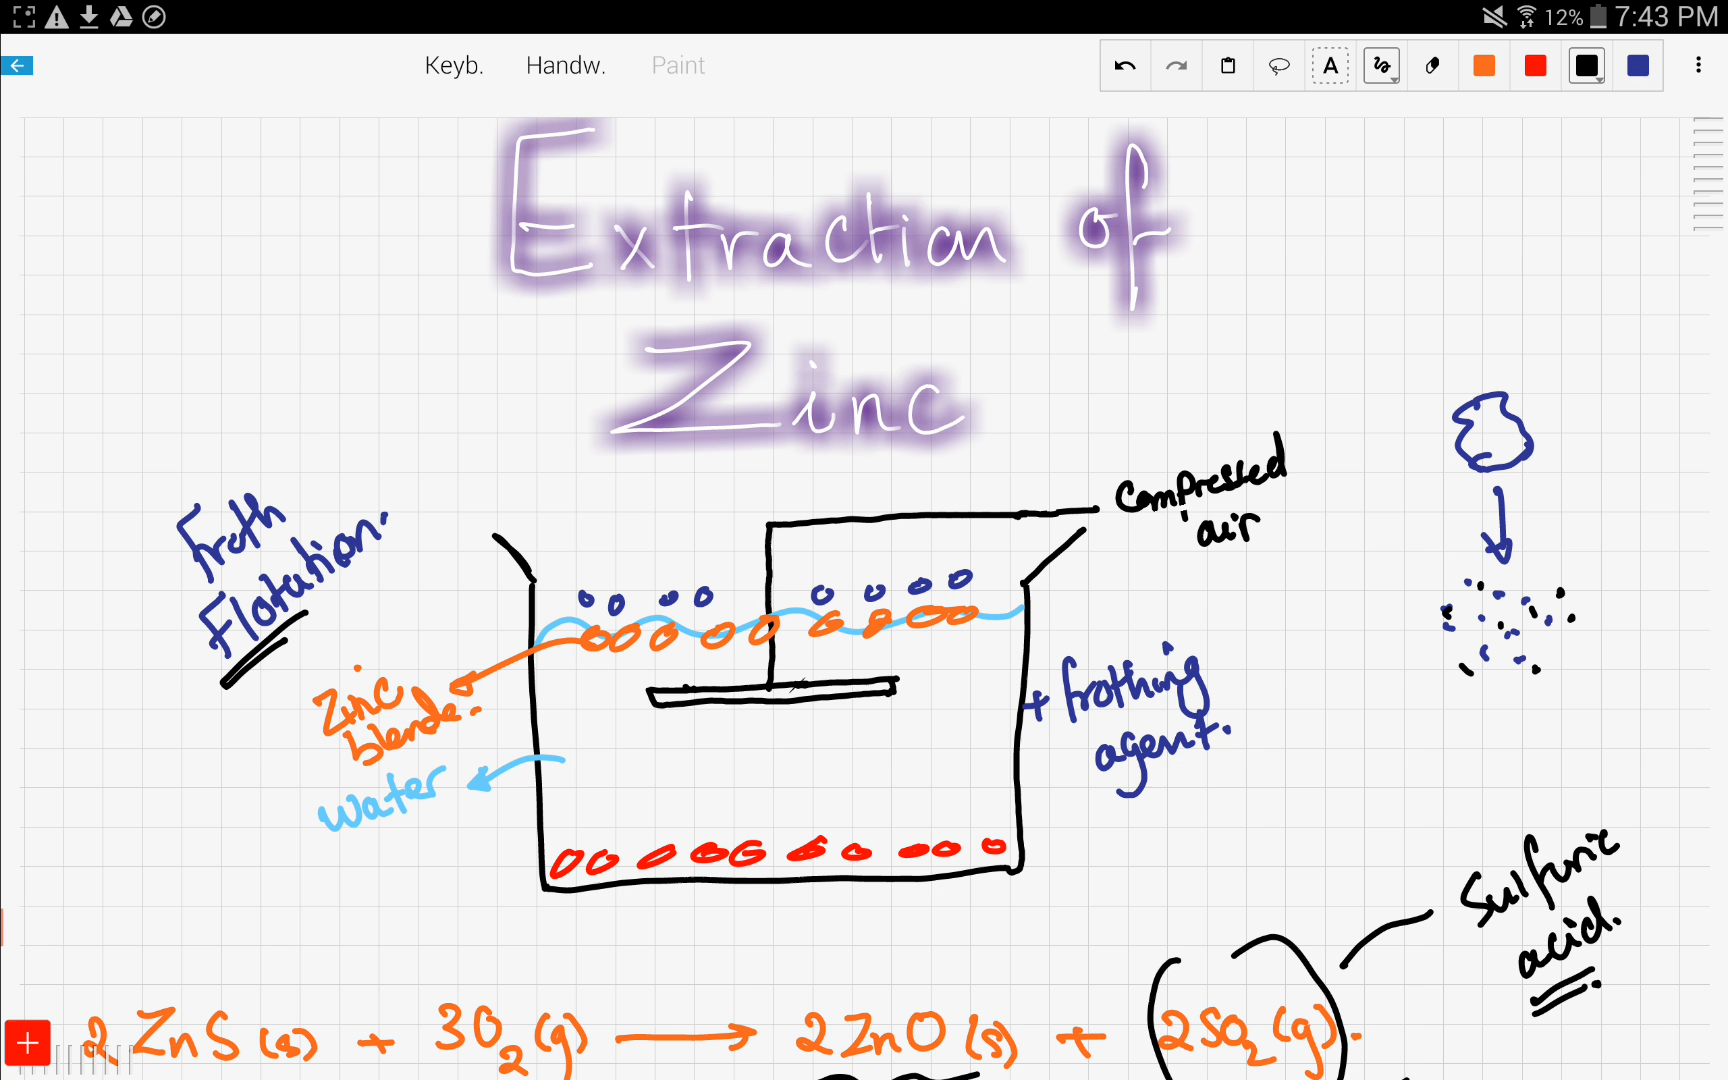 12% 7:43 PM
Keyb. Handw. Paint
A
Extraction of
Zinc
Compressed
air
Froth
Flotation.
Zinc
blende.
+ frothing
agent.
water
Sulfuric
acid.
2 ZnS (s) + 3O2 (g) → 2 ZnO (s) + 2SO2 (g).